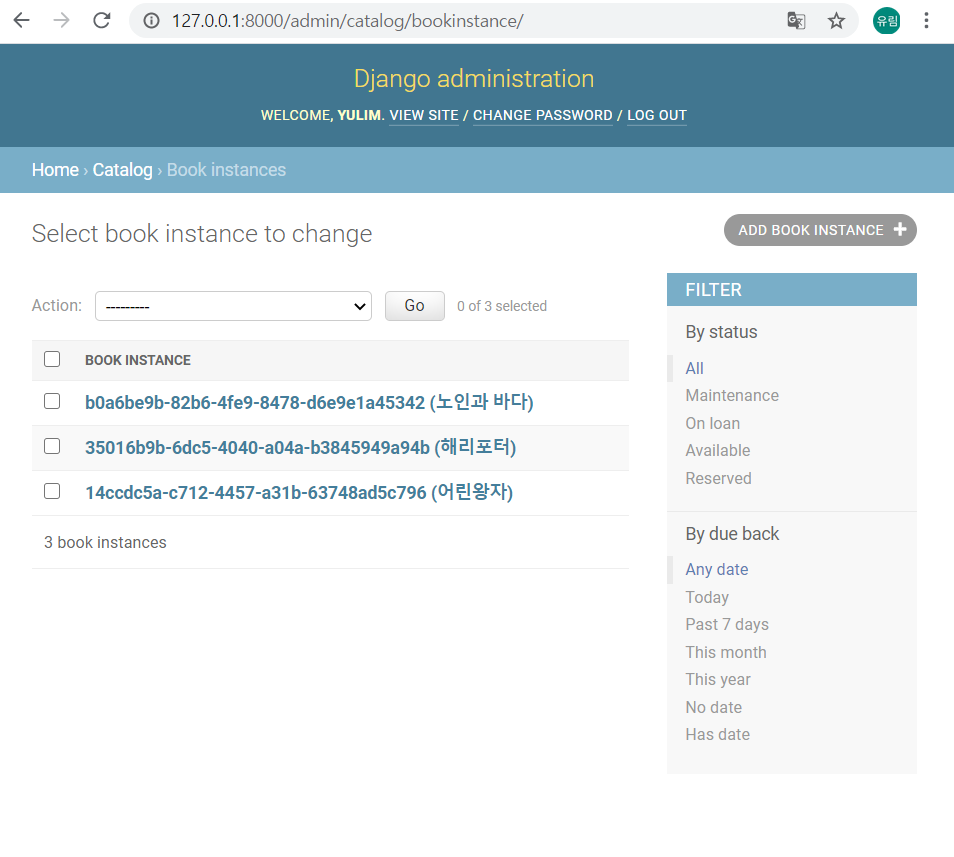 127.0.0.1:8000/admin/catalog/bookinstance/
유림
Django administration
WELCOME, YULIM. VIEW SITE / CHANGE PASSWORD / LOG OUT
Home › Catalog › Book instances
Select book instance to change
ADD BOOK INSTANCE +
Action: --------- Go 0 of 3 selected
BOOK INSTANCE
b0a6be9b-82b6-4fe9-8478-d6e9e1a45342 (노인과 바다)
35016b9b-6dc5-4040-a04a-b3845949a94b (해리포터)
14ccdc5a-c712-4457-a31b-63748ad5c796 (어린왕자)
3 book instances
FILTER
By status
All
Maintenance
On loan
Available
Reserved
By due back
Any date
Today
Past 7 days
This month
This year
No date
Has date